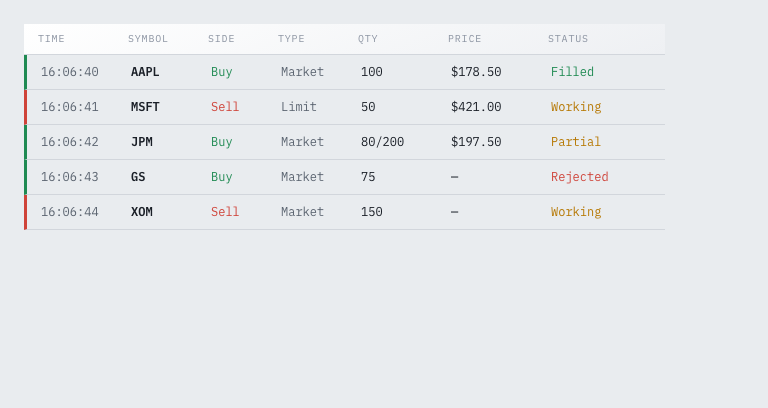 TIME SYMBOL SIDE TYPE QTY PRICE STATUS
16:06:40 AAPL Buy Market 100 $178.50 Filled
16:06:41 MSFT Sell Limit 50 $421.00 Working
16:06:42 JPM Buy Market 80/200 $197.50 Partial
16:06:43 GS Buy Market 75 — Rejected
16:06:44 XOM Sell Market 150 — Working